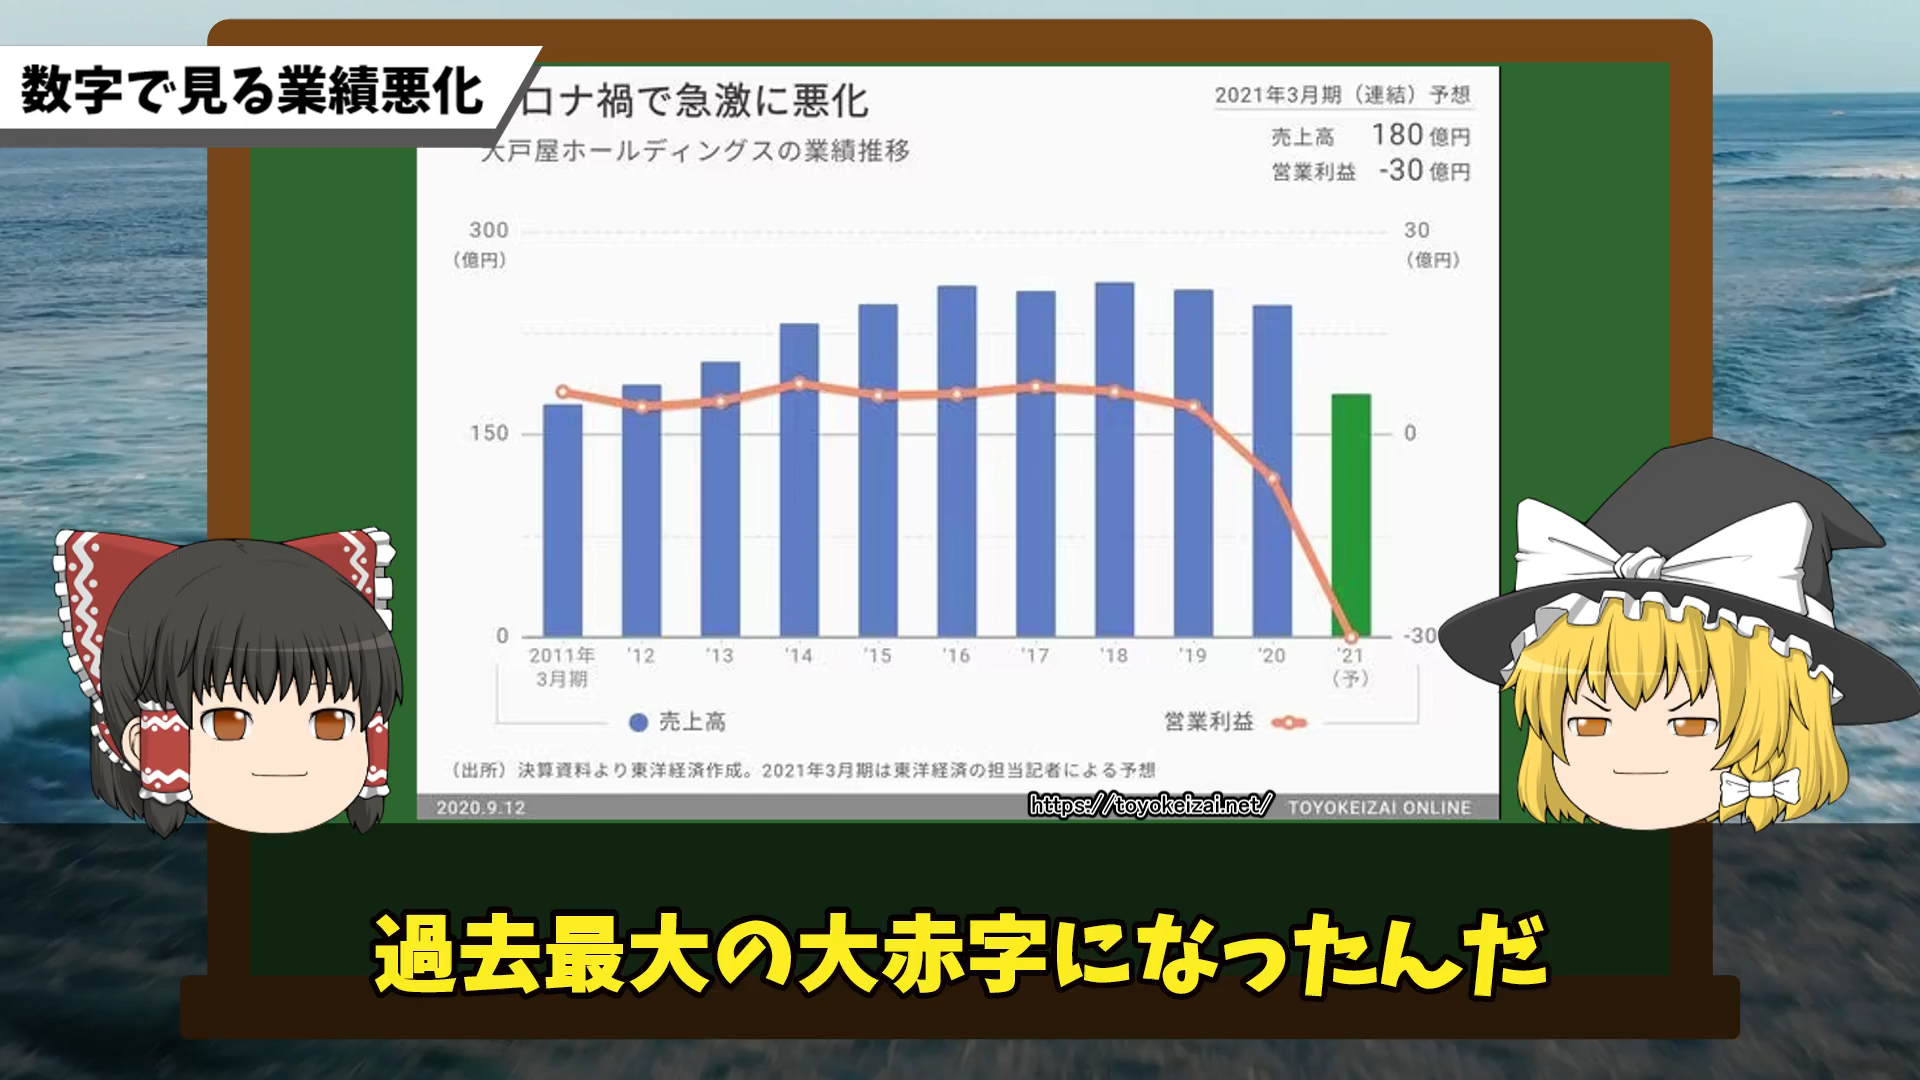 数字で見る業績悪化
ロナ禍で急激に悪化
大戸屋ホールディングスの業績推移
2021年3月期（連結）予想
売上高 180億円
営業利益 -30億円
300
（億円）
30
（億円）
150
0
0
-30
2011年
3月期
'12
'13
'14
'15
'16
'17
'18
'19
'20
'21
（予）
売上高
営業利益
（出所）決算資料より東洋経済作成。2021年3月期は東洋経済の担当記者による予想
2020.9.12
https://toyokeizai.net/
TOYOKEIZAI ONLINE
過去最大の大赤字になったんだ